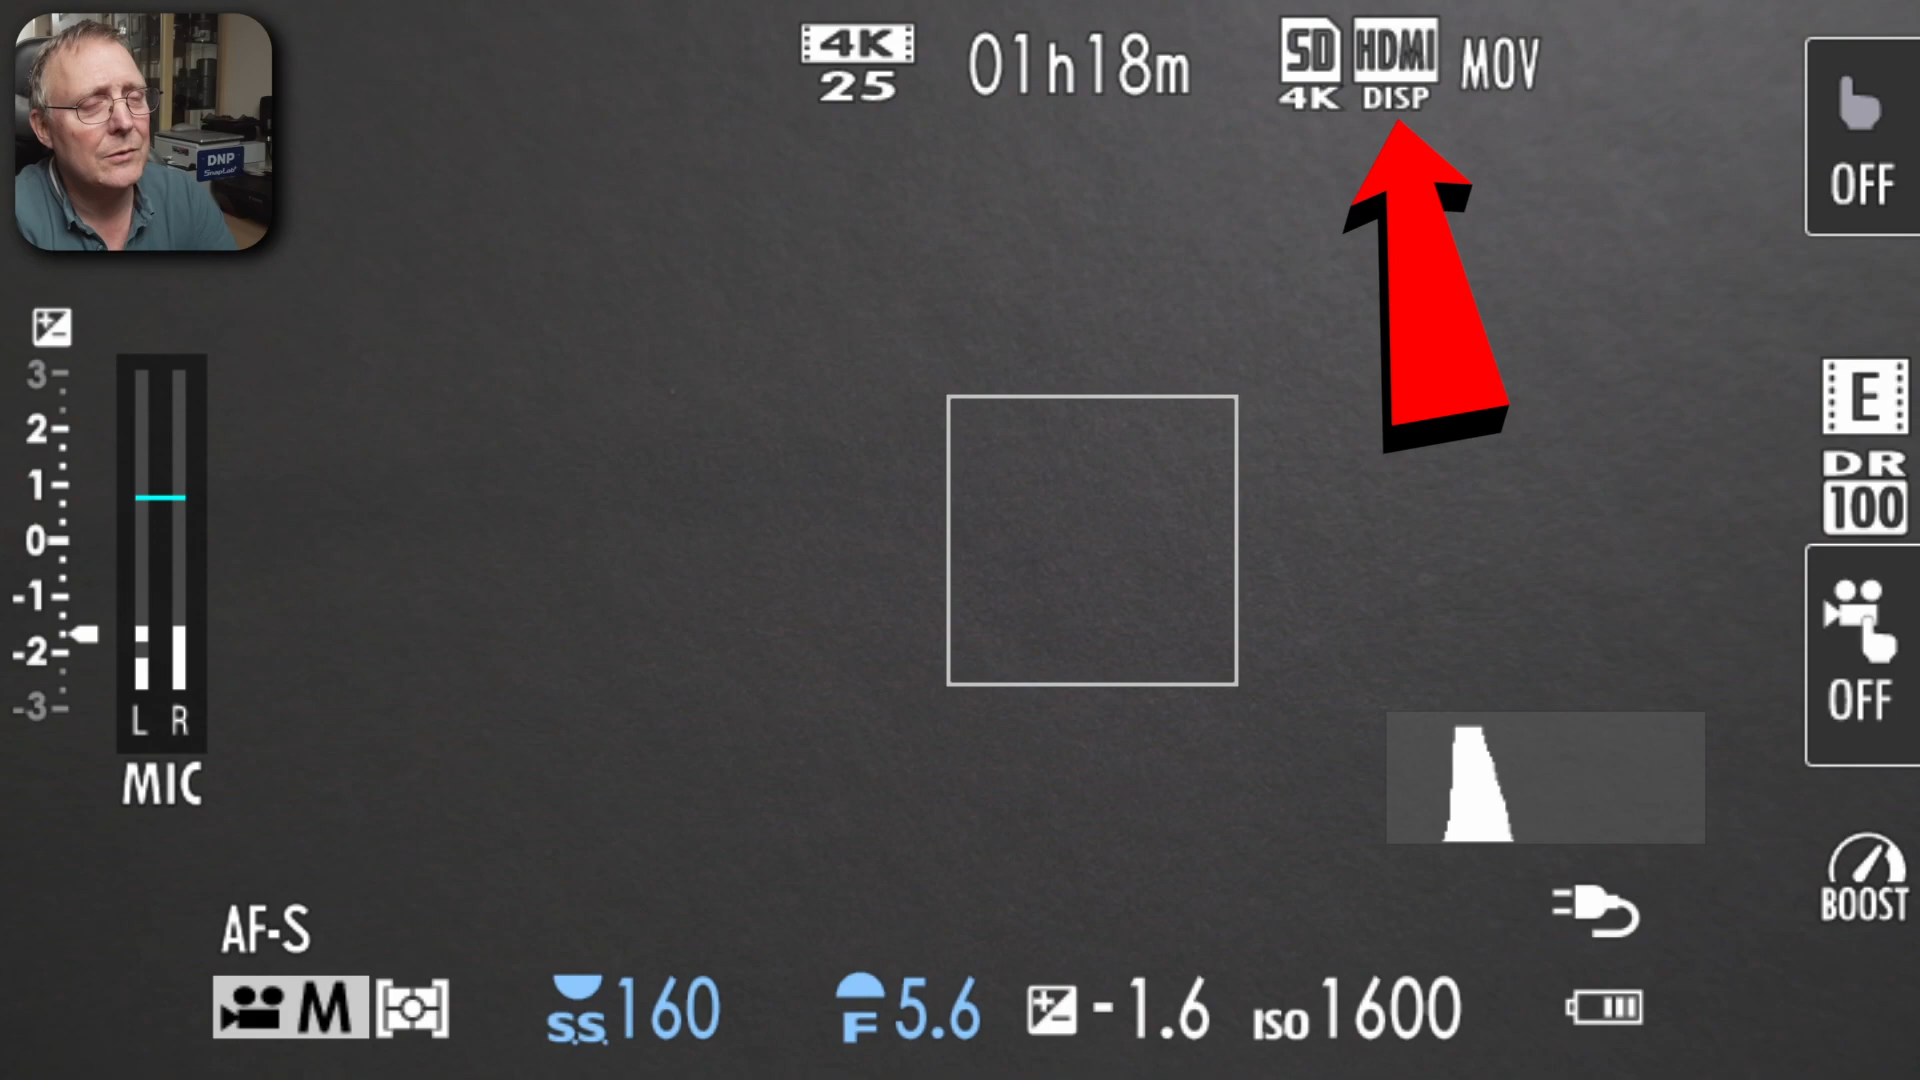 4K
25
01h18m
SD
4K
HDMI
DISP
MOV
DNP
SnapLab
OFF
3
2
1
0
-1
-2
-3
L R
MIC
E
DR
100
OFF
BOOST
AF-S
M
S.S. 160
F 5.6
-1.6
ISO 1600